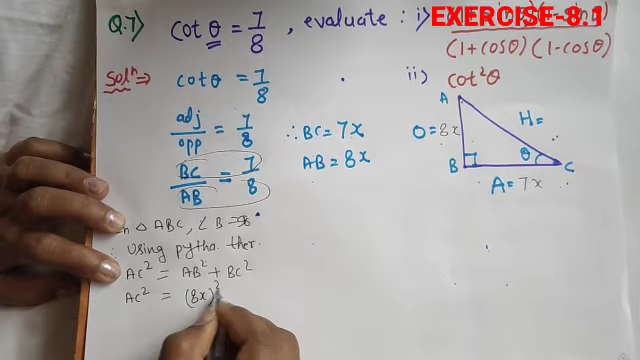 Q.7) cot θ = 7/8, evaluate : i)
EXERCISE-8.1
(1+cosθ) (1-cosθ)
Solⁿ ⇒ cotθ = 7/8
ii) cot²θ
adj/opp = 7/8 ∴ BC = 7x
BC/AB = 7/8 AB = 8x
A
O = 8x
H =
θ
B
C
A = 7x
△ ABC, ∠B = 90
∴ Using pytha. ther.
AC² = AB² + BC²
AC² = (8x)²